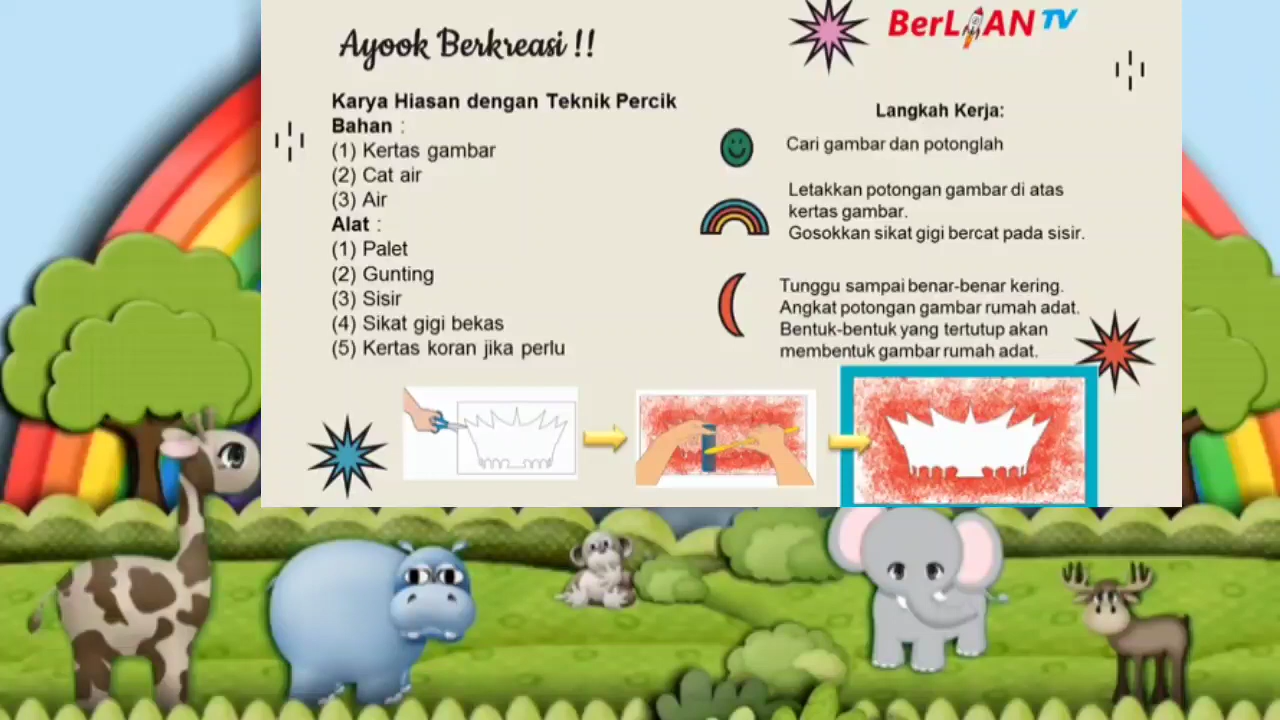 Ayook Berkreasi !!
BerLIAN TV
Karya Hiasan dengan Teknik Percik
Bahan :
(1) Kertas gambar
(2) Cat air
(3) Air
Alat :
(1) Palet
(2) Gunting
(3) Sisir
(4) Sikat gigi bekas
(5) Kertas koran jika perlu
Langkah Kerja:
Cari gambar dan potonglah
Letakkan potongan gambar di atas
kertas gambar.
Gosokkan sikat gigi bercat pada sisir.
Tunggu sampai benar-benar kering.
Angkat potongan gambar rumah adat.
Bentuk-bentuk yang tertutup akan
membentuk gambar rumah adat.